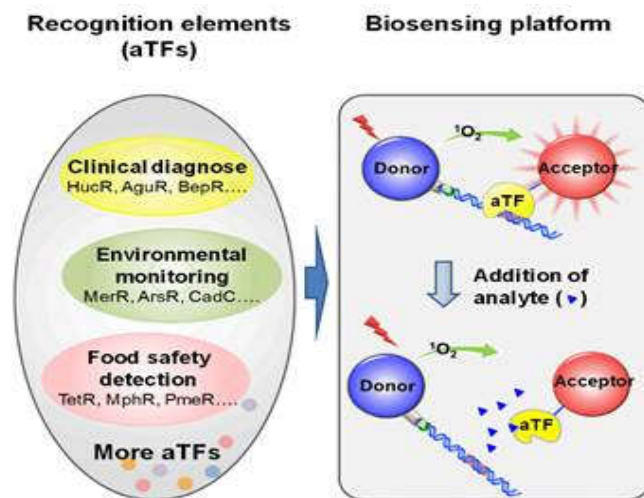 Recognition elements
(aTFs)
Clinical diagnose
HucR, AguR, BepR....
Environmental
monitoring
MerR, ArsR, CadC....
Food safety
detection
TetR, MphR, PmeR....
More aTFs
Biosensing platform
¹O₂
Donor
Acceptor
aTF
Addition of
analyte ( )
¹O₂
Donor
Acceptor
aTF